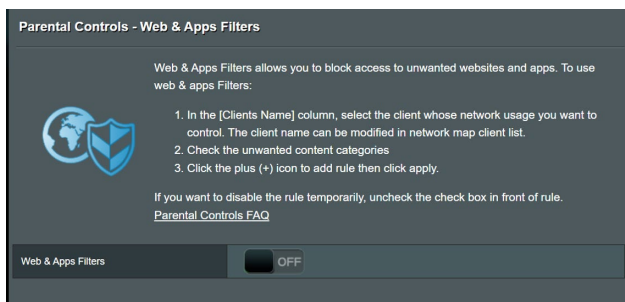 Parental Controls - Web & Apps Filters
Web & Apps Filters allows you to block access to unwanted websites and apps. To use
web & apps Filters:
1. In the [Clients Name] column, select the client whose network usage you want to
control. The client name can be modified in network map client list.
2. Check the unwanted content categories
3. Click the plus (+) icon to add rule then click apply.
If you want to disable the rule temporarily, uncheck the check box in front of rule.
Parental Controls FAQ
Web & Apps Filters OFF